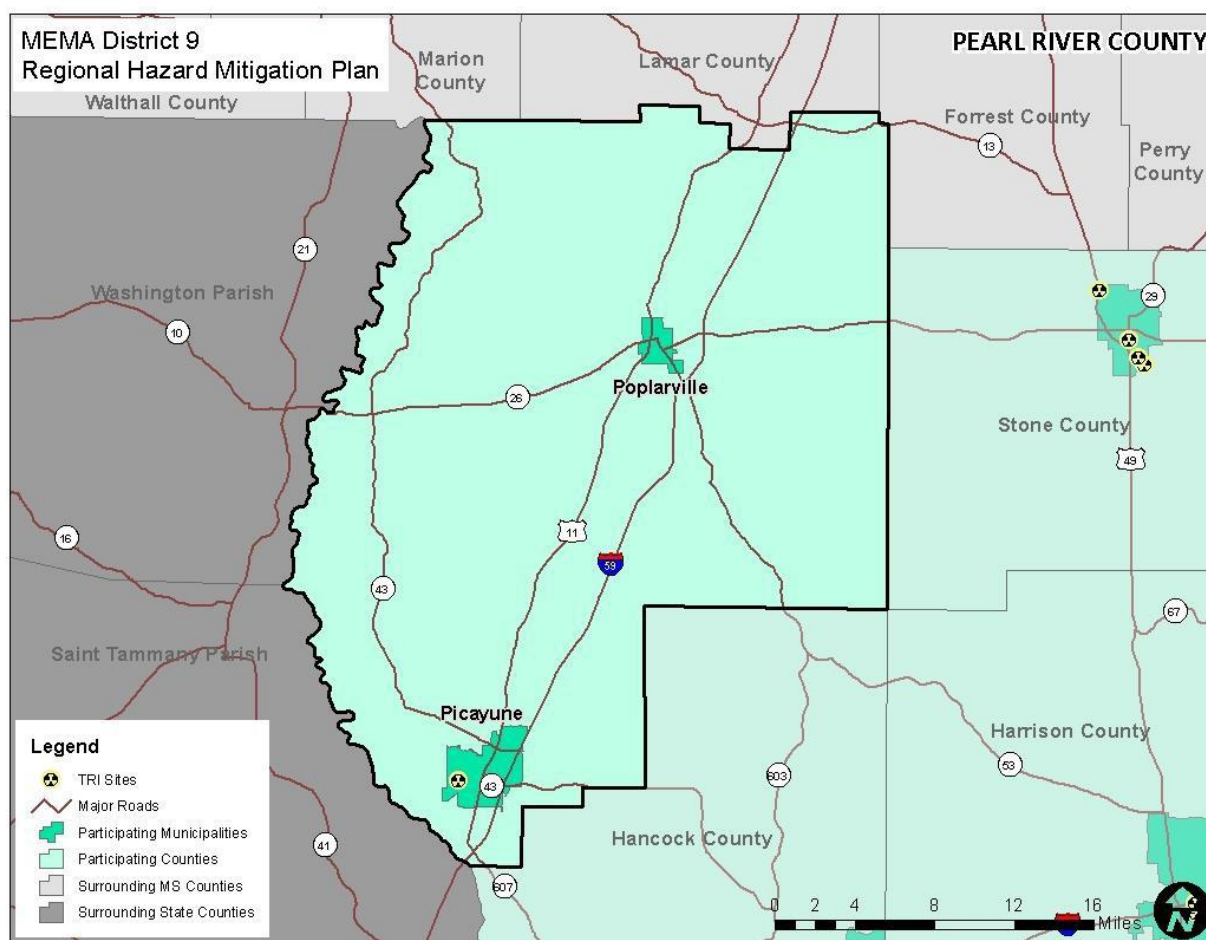 MEMA District 9
Regional Hazard Mitigation Plan
PEARL RIVER COUNTY
Marion
County
Lamar County
Walthall County
Forrest County
13
Perry
County
21
Washington Parish
10
29
26
Poplarville
Stone County
49
11
16
59
43
67
Saint Tammany Parish
Picayune
Harrison County
53
603
43
Hancock County
41
607
Legend
TRI Sites
Major Roads
Participating Municipalities
Participating Counties
Surrounding MS Counties
Surrounding State Counties
0 2 4 8 12 16
Miles
N